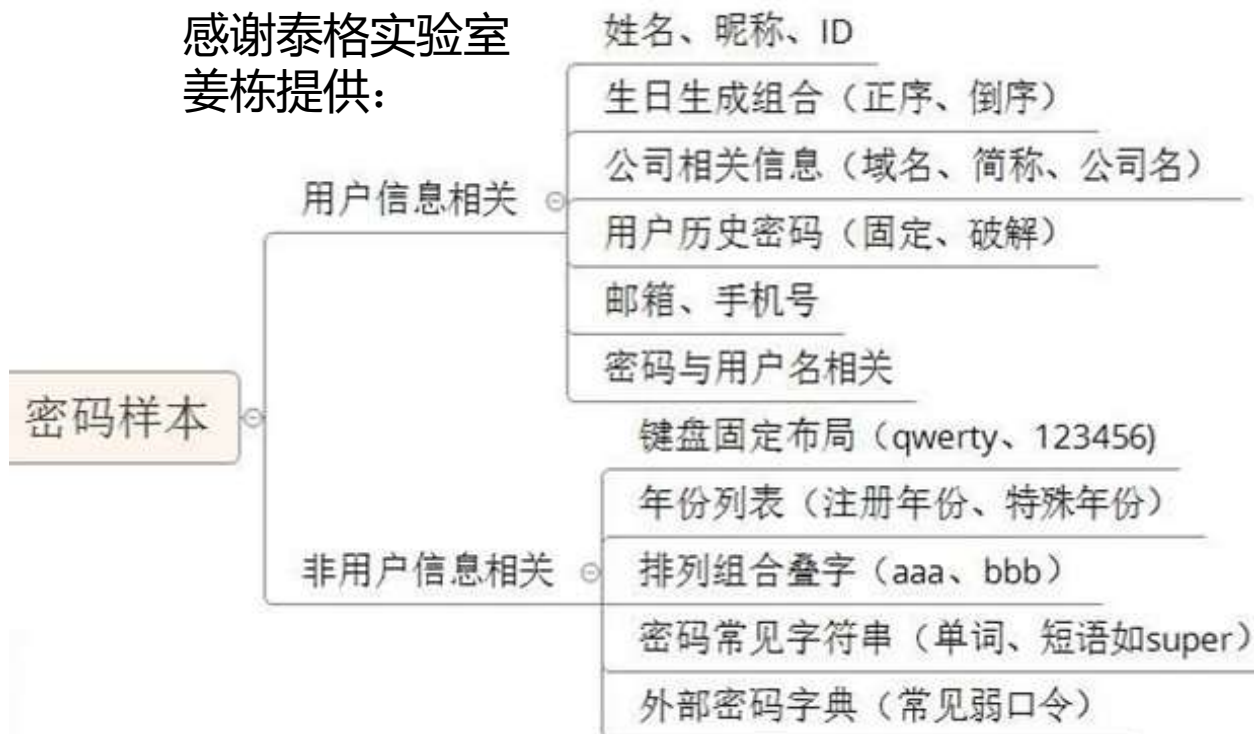 感谢泰格实验室
姜栋提供：
姓名、昵称、ID
生日生成组合（正序、倒序）
公司相关信息（域名、简称、公司名）
用户信息相关
用户历史密码（固定、破解）
邮箱、手机号
密码与用户名相关
密码样本
键盘固定布局（qwerty、123456)
年份列表（注册年份、特殊年份）
非用户信息相关
排列组合叠字（aaa、bbb）
密码常见字符串（单词、短语如super）
外部密码字典（常见弱口令）